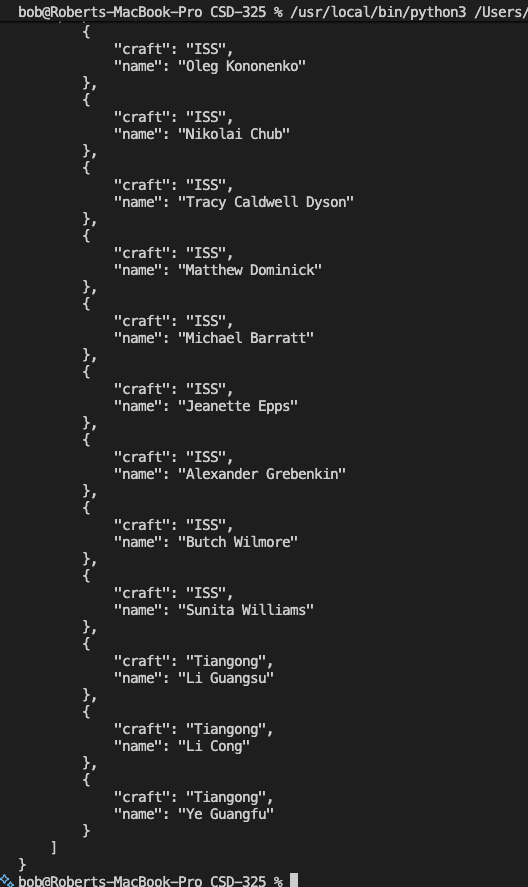 bob@Roberts-MacBook-Pro CSD-325 % /usr/local/bin/python3 /Users/
{
"craft": "ISS",
"name": "Oleg Kononenko"
},
{
"craft": "ISS",
"name": "Nikolai Chub"
},
{
"craft": "ISS",
"name": "Tracy Caldwell Dyson"
},
{
"craft": "ISS",
"name": "Matthew Dominick"
},
{
"craft": "ISS",
"name": "Michael Barratt"
},
{
"craft": "ISS",
"name": "Jeanette Epps"
},
{
"craft": "ISS",
"name": "Alexander Grebenkin"
},
{
"craft": "ISS",
"name": "Butch Wilmore"
},
{
"craft": "ISS",
"name": "Sunita Williams"
},
{
"craft": "Tiangong",
"name": "Li Guangsu"
},
{
"craft": "Tiangong",
"name": "Li Cong"
},
{
"craft": "Tiangong",
"name": "Ye Guangfu"
}
]
}
bob@Roberts-MacBook-Pro CSD-325 %